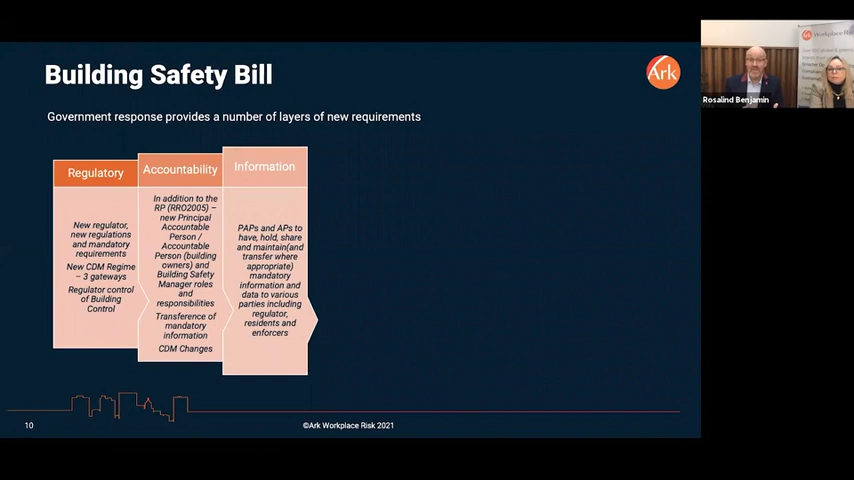 Building Safety Bill
Ark
Government response provides a number of layers of new requirements
Regulatory
New regulator,
new regulations
and mandatory
requirements
New CDM Regime
– 3 gateways
Regulator control
of Building
Control
Accountability
In addition to the
RP (RRO2005) –
new Principal
Accountable
Person /
Accountable
Person (building
owners) and
Building Safety
Manager roles
and
responsibilities
Transference of
mandatory
information
CDM Changes
Information
PAPs and APs to
have, hold, share
and maintain(and
transfer where
appropriate)
mandatory
information and
data to various
parties including
regulator,
residents and
enforcers
10
©Ark Workplace Risk 2021
Workplace Ris
Rosalind Benjamin